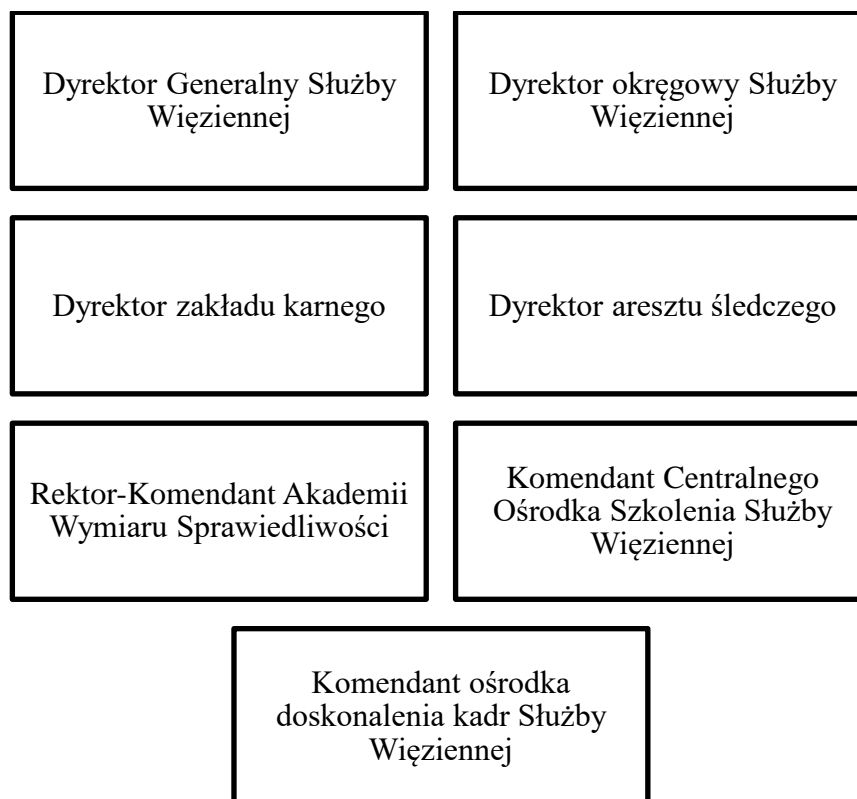 Dyrektor Generalny Służby
Więziennej
Dyrektor okręgowy Służby
Więziennej
Dyrektor zakładu karnego
Dyrektor aresztu śledczego
Rektor-Komendant Akademii
Wymiaru Sprawiedliwości
Komendant Centralnego
Ośrodka Szkolenia Służby
Więziennej
Komendant ośrodka
doskonalenia kadr Służby
Więziennej